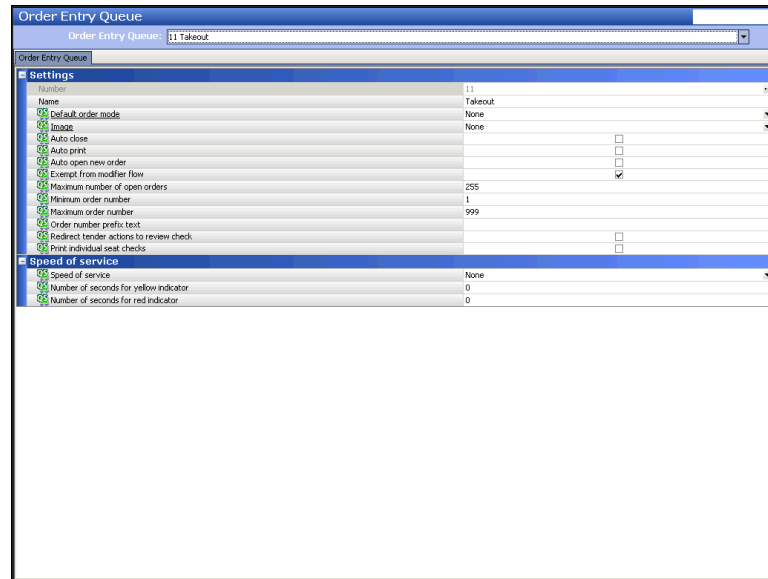 Order Entry Queue
Order Entry Queue: 11 Takeout
Order Entry Queue
Settings
Number 11
Name Takeout
Default order mode None
Image None
Auto close
Auto print
Auto open new order
Exempt from modifier flow
Maximum number of open orders 255
Minimum order number 1
Maximum order number 999
Order number prefix text
Redirect tender actions to review check
Print individual seat checks
Speed of service
Speed of service None
Number of seconds for yellow indicator 0
Number of seconds for red indicator 0